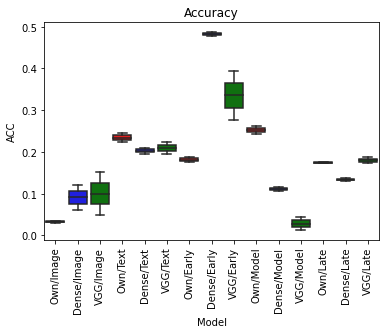 Accuracy
ACC
0.5
0.4
0.3
0.2
0.1
0.0
Own/Image
Dense/Image
VGG/Image
Own/Text
Dense/Text
VGG/Text
Own/Early
Dense/Early
VGG/Early
Own/Model
Dense/Model
VGG/Model
Own/Late
Dense/Late
VGG/Late
Model